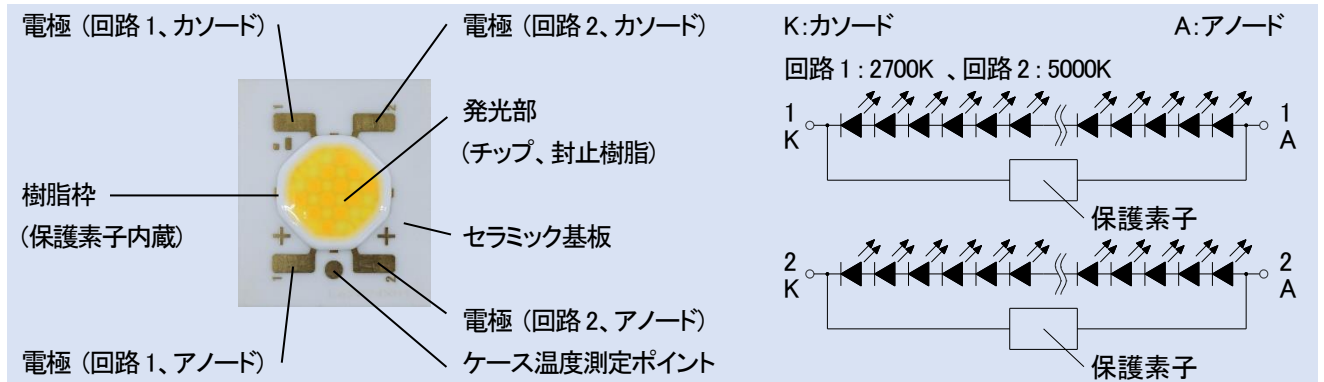 電極（回路1、カソード）
電極（回路2、カソード）
発光部
（チップ、封止樹脂）
樹脂枠
（保護素子内蔵）
セラミック基板
電極（回路2、アノード）
電極（回路1、アノード）
ケース温度測定ポイント
1
2
+
+
1
2
K:カソード
A:アノード
回路1：2700K 、回路2：5000K
1
K
1
A
保護素子
2
K
2
A
保護素子